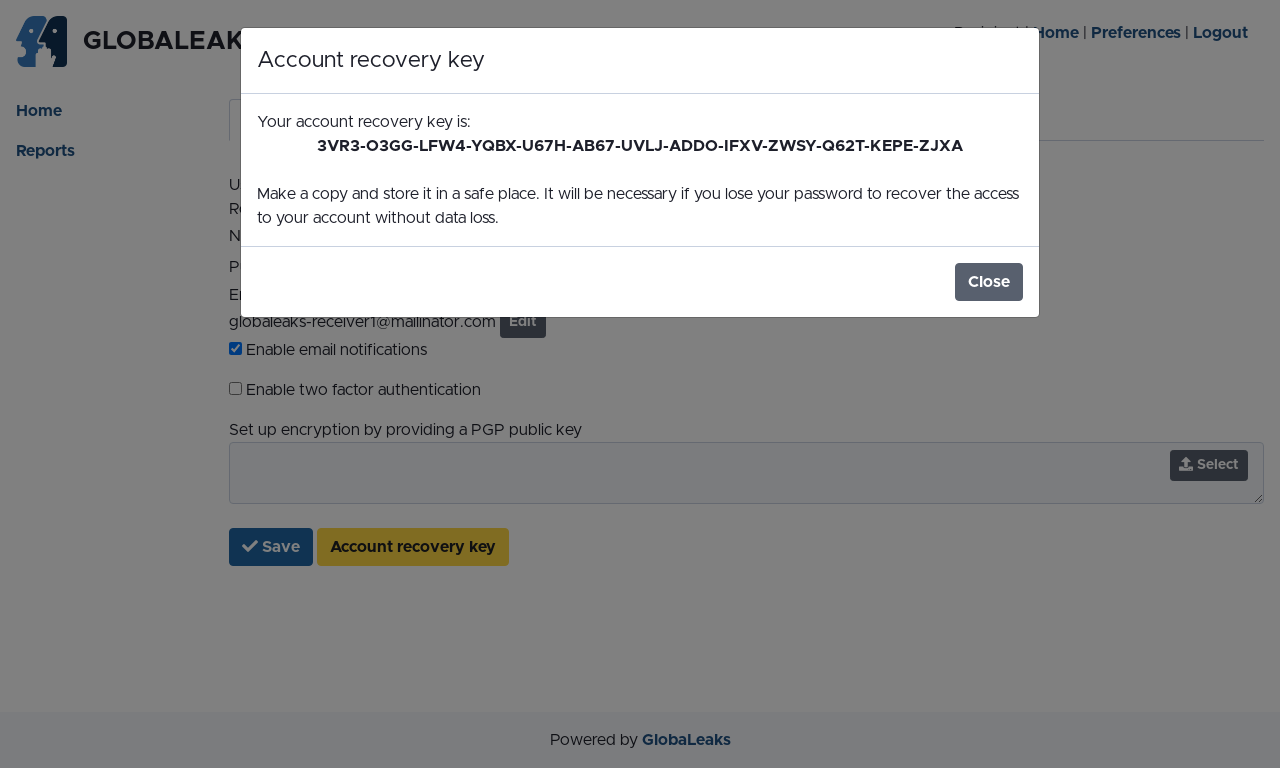 GLOBALEAK
Home | Preferences | Logout
Account recovery key
Home
Reports
Your account recovery key is:
3VR3-O3GG-LFW4-YQBX-U67H-AB67-UVLJ-ADDO-IFXV-ZWSY-Q62T-KEPE-ZJXA
Make a copy and store it in a safe place. It will be necessary if you lose your password to recover the access
to your account without data loss.
Close
globaleaks-receiver1@mailinator.com Edit
Enable email notifications
Enable two factor authentication
Set up encryption by providing a PGP public key
Select
Save Account recovery key
Powered by GlobaLeaks